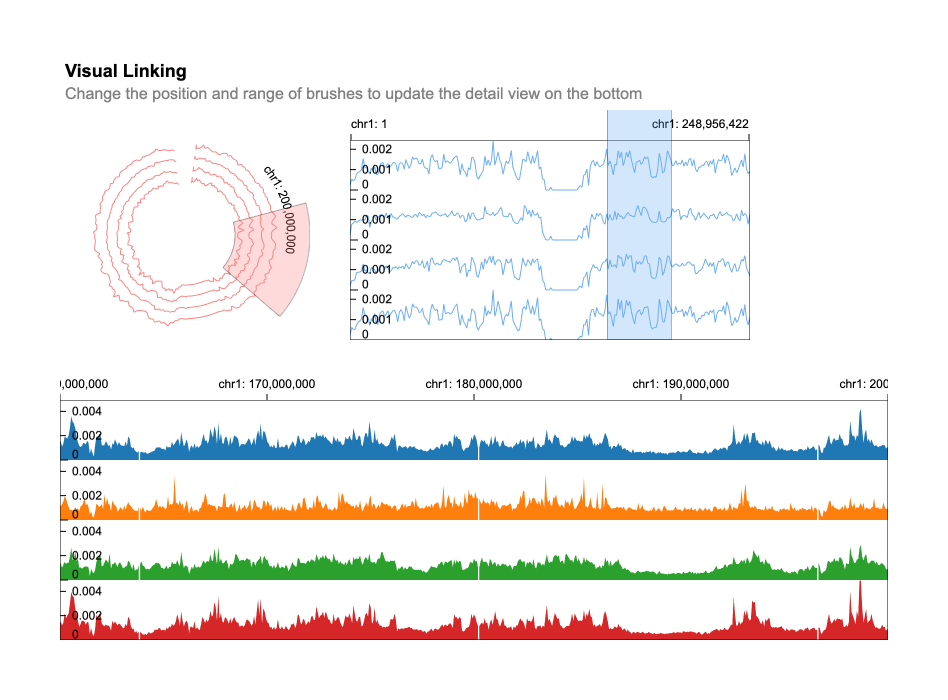 Visual Linking
Change the position and range of brushes to update the detail view on the bottom
chr1: 200,000,000
chr1: 1
chr1: 248,956,422
0.002
0.001
0
0.002
0.001
0
0.002
0.001
0
0.002
0.001
0
0,000,000
chr1: 170,000,000
chr1: 180,000,000
chr1: 190,000,000
chr1: 200
0.004
0.002
0
0.004
0.002
0
0.004
0.002
0
0.004
0.002
0